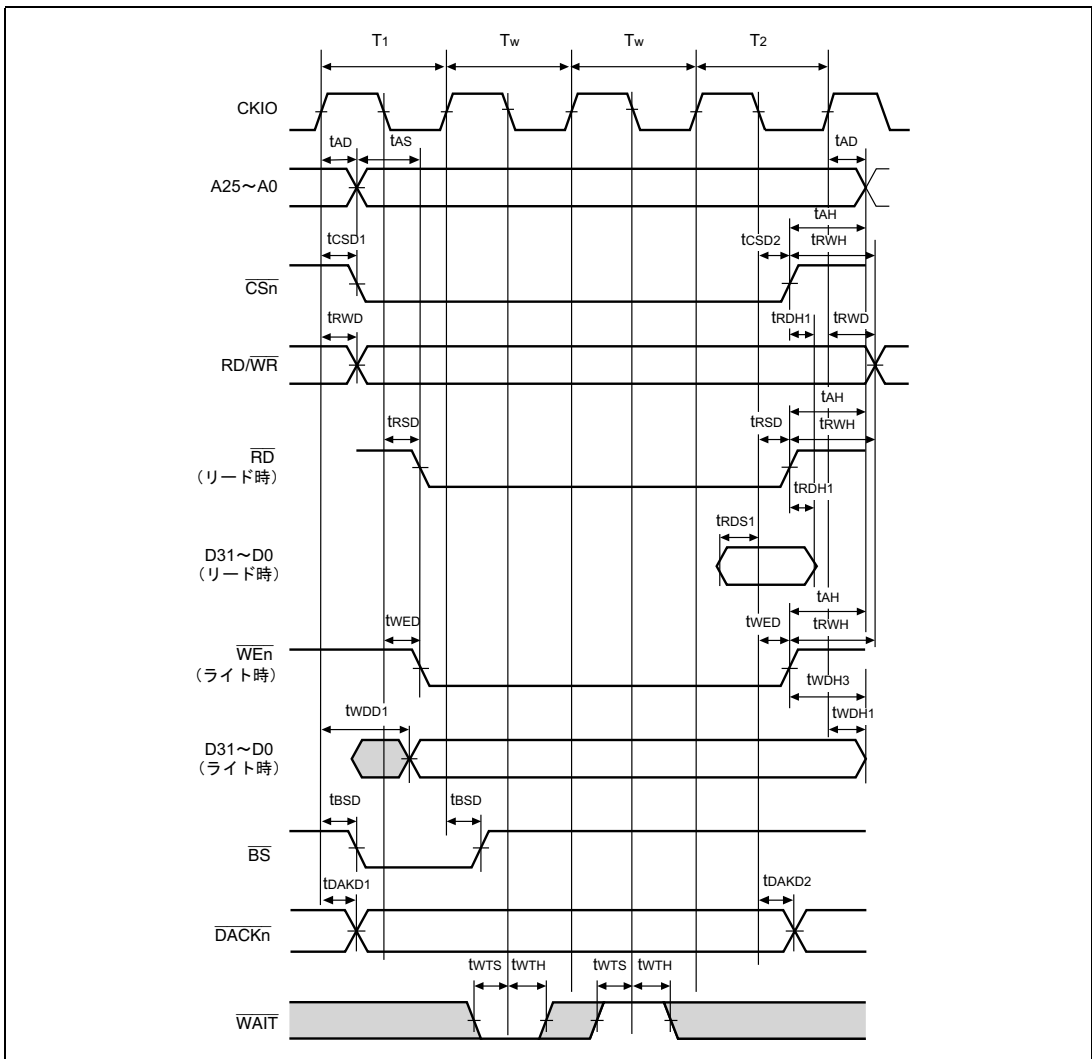 T1 Tw Tw T2
CKIO
tAD tAS tAD
A25～A0
tAH
tCSD1 tCSD2 tRWH
CSn
tRWD tRDH1 tRWD
RD/WR
tAH
tRSD tRSD tRWH
RD
（リード時）
tRDH1
tRDS1
D31～D0
（リード時）
tAH
tWED tWED tRWH
WEn
（ライト時）
tWDH3
tWDD1 tWDH1
D31～D0
（ライト時）
tBSD tBSD
BS
tDAKD1 tDAKD2
DACKn
tWTS tWTH tWTS tWTH
WAIT